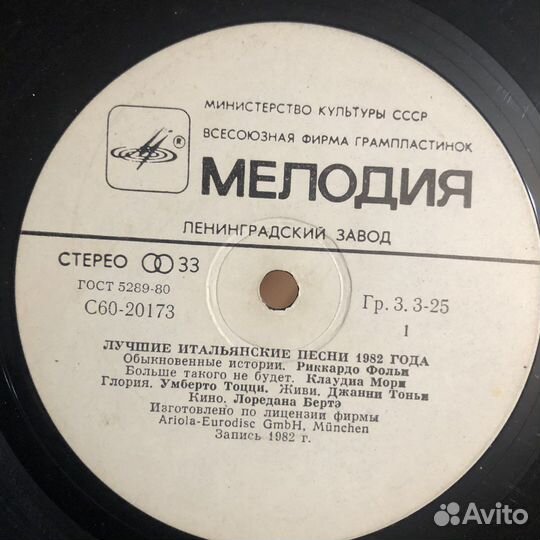 МИНИСТЕРСТВО КУЛЬТУРЫ СССР
ВСЕСОЮЗНАЯ ФИРМА ГРАМПЛАСТИНОК
®
МЕЛОДИЯ
ЛЕНИНГРАДСКИЙ ЗАВОД
СТЕРЕО 33
ГОСТ 5289-80
С60-20173
Гр. 3. 3-25
1
ЛУЧШИЕ ИТАЛЬЯНСКИЕ ПЕСНИ 1982 ГОДА
Обыкновенные истории. Риккардо Фольи
Больше такого не будет. Клаудиа Мори
Глория. Умберто Тоцци. Живи. Джанни Тоньи
Кино. Лоредана Бертэ
Изготовлено по лицензии фирмы
Ariola-Eurodisc GmbH, München
Запись 1982 г.
Avito